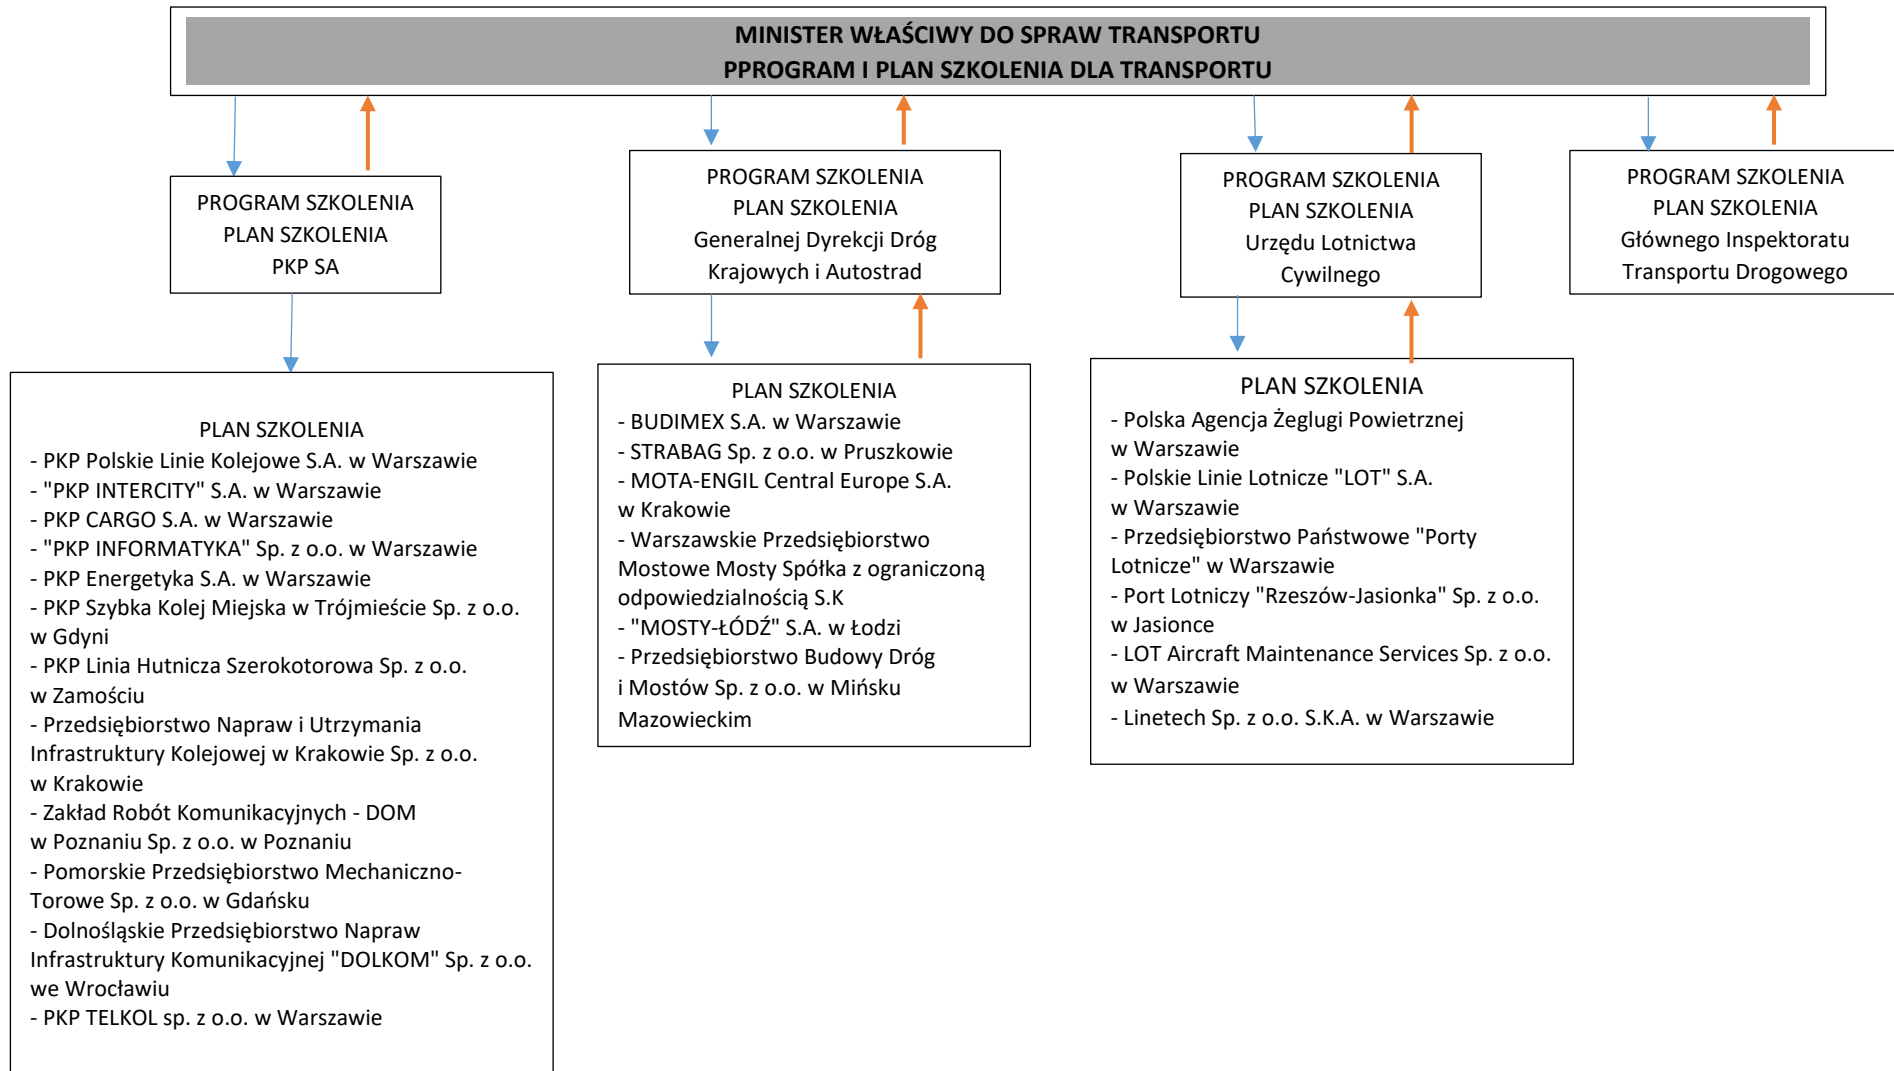 MINISTER WŁAŚCIWY DO SPRAW TRANSPORTU
PPROGRAM I PLAN SZKOLENIA DLA TRANSPORTU
PROGRAM SZKOLENIA
PLAN SZKOLENIA
PKP SA
PROGRAM SZKOLENIA
PLAN SZKOLENIA
Generalnej Dyrekcji Dróg
Krajowych i Autostrad
PROGRAM SZKOLENIA
PLAN SZKOLENIA
Urzędu Lotnictwa
Cywilnego
PROGRAM SZKOLENIA
PLAN SZKOLENIA
Głównego Inspektoratu
Transportu Drogowego
PLAN SZKOLENIA
- PKP Polskie Linie Kolejowe S.A. w Warszawie
- "PKP INTERCITY" S.A. w Warszawie
- PKP CARGO S.A. w Warszawie
- "PKP INFORMATYKA" Sp. z o.o. w Warszawie
- PKP Energetyka S.A. w Warszawie
- PKP Szybka Kolej Miejska w Trójmieście Sp. z o.o.
w Gdyni
- PKP Linia Hutnicza Szerokotorowa Sp. z o.o.
w Zamościu
- Przedsiębiorstwo Napraw i Utrzymania
Infrastruktury Kolejowej w Krakowie Sp. z o.o.
w Krakowie
- Zakład Robót Komunikacyjnych - DOM
w Poznaniu Sp. z o.o. w Poznaniu
- Pomorskie Przedsiębiorstwo Mechaniczno-
Torowe Sp. z o.o. w Gdańsku
- Dolnośląskie Przedsiębiorstwo Napraw
Infrastruktury Komunikacyjnej "DOLKOM" Sp. z o.o.
we Wrocławiu
- PKP TELKOL sp. z o.o. w Warszawie
PLAN SZKOLENIA
- BUDIMEX S.A. w Warszawie
- STRABAG Sp. z o.o. w Pruszkowie
- MOTA-ENGIL Central Europe S.A.
w Krakowie
- Warszawskie Przedsiębiorstwo
Mostowe Mosty Spółka z ograniczoną
odpowiedzialnością S.K
- "MOSTY-ŁÓDŹ" S.A. w Łodzi
- Przedsiębiorstwo Budowy Dróg
i Mostów Sp. z o.o. w Mińsku
Mazowieckim
PLAN SZKOLENIA
- Polska Agencja Żeglugi Powietrznej
w Warszawie
- Polskie Linie Lotnicze "LOT" S.A.
w Warszawie
- Przedsiębiorstwo Państwowe "Porty
Lotnicze" w Warszawie
- Port Lotniczy "Rzeszów-Jasionka" Sp. z o.o.
w Jasionce
- LOT Aircraft Maintenance Services Sp. z o.o.
w Warszawie
- Linetech Sp. z o.o. S.K.A. w Warszawie